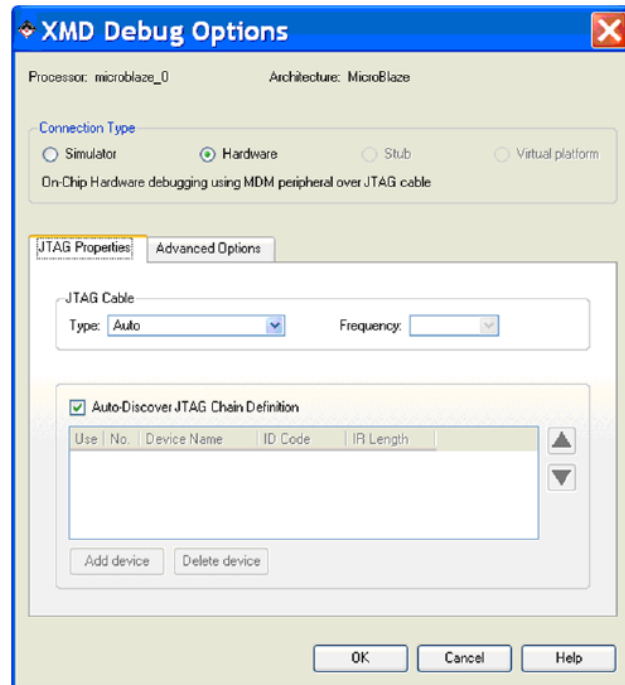 XMD Debug Options
Processor: microblaze_0 Architecture: MicroBlaze
Connection Type
Simulator Hardware Stub Virtual platform
On-Chip Hardware debugging using MDM peripheral over JTAG cable
JTAG Properties Advanced Options
JTAG Cable
Type: Auto Frequency:
Auto-Discover JTAG Chain Definition
Use No. Device Name ID Code IR Length
Add device Delete device
OK Cancel Help